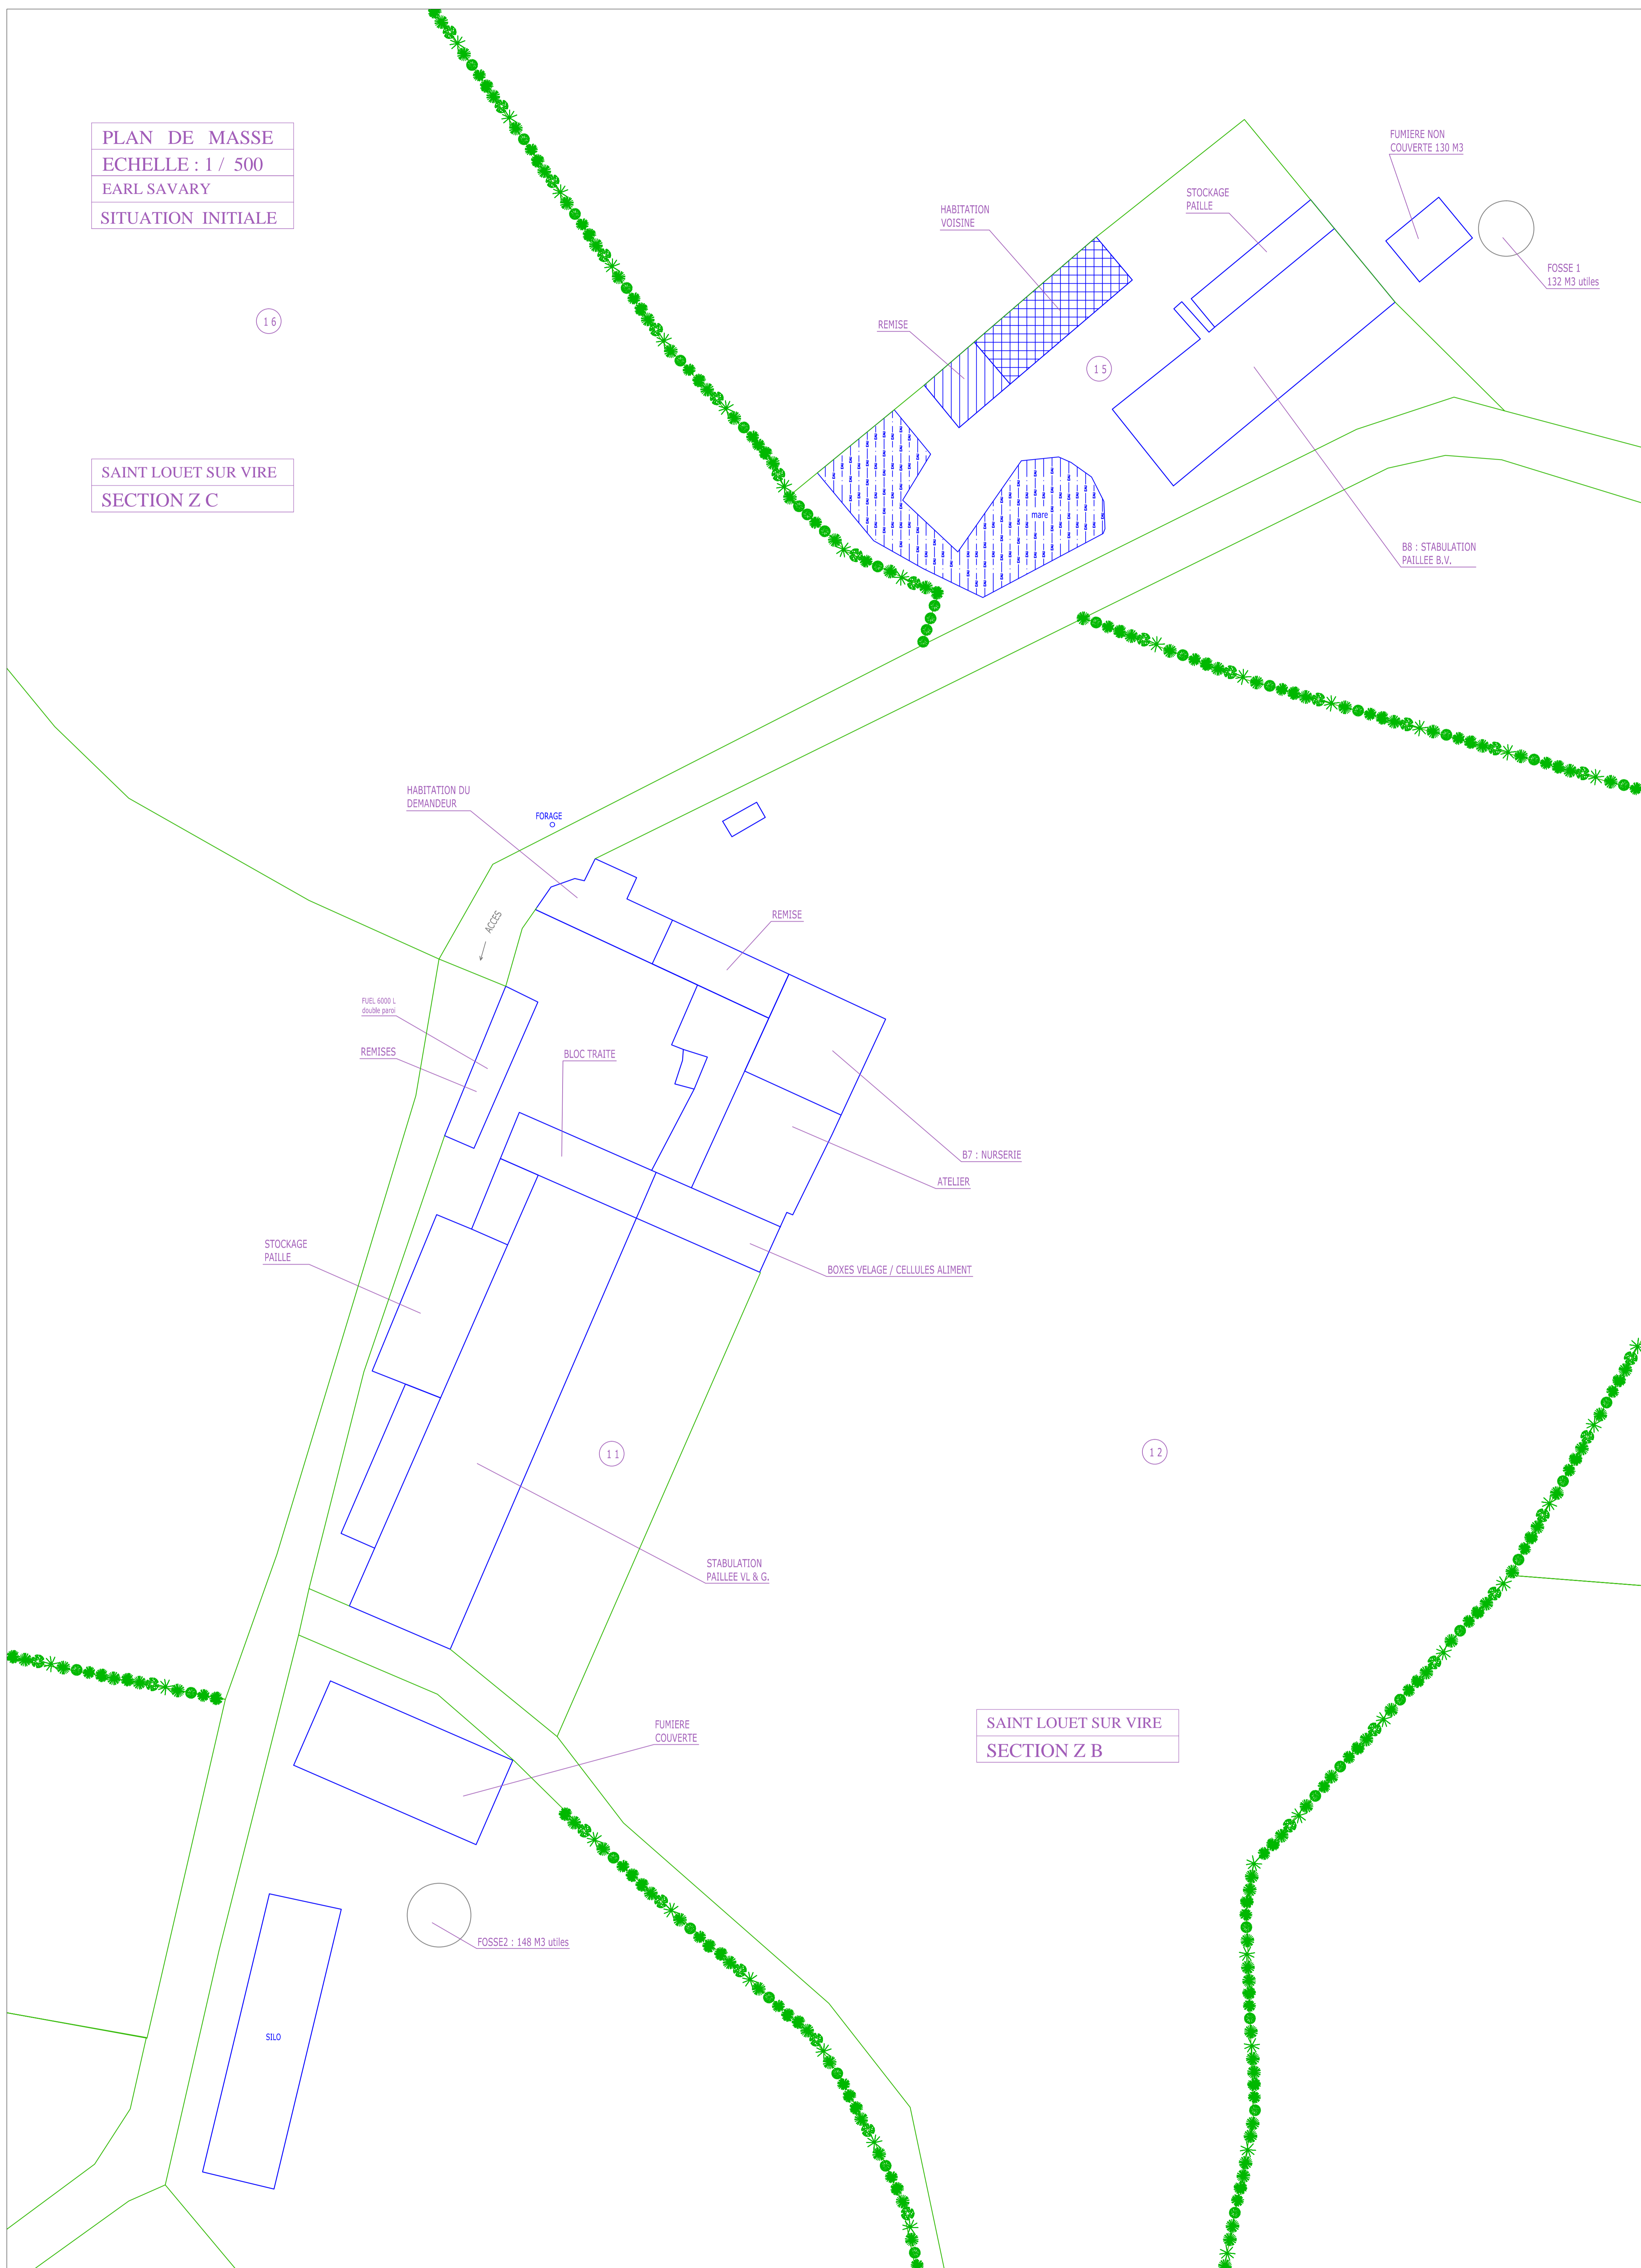 PLAN DE MASSE
ECHELLE : 1 / 500
EARL SAVARY
SITUATION INITIALE
FUMIERE NON
COUVERTE 130 M3
STOCKAGE
PAILLE
HABITATION
VOISINE
FOSSE 1
132 M3 utiles
16
REMISE
15
SAINT LOUET SUR VIRE
SECTION Z C
mare
B8 : STABULATION
PAILLEE B.V.
HABITATION DU
DEMANDEUR
FORAGE
ACCES
REMISE
FUEL 6000 L
double paroi
REMISES
BLOC TRAITE
B7 : NURSERIE
ATELIER
STOCKAGE
PAILLE
BOXES VELAGE / CELLULES ALIMENT
11
12
STABULATION
PAILLEE VL & G.
FUMIERE
COUVERTE
SAINT LOUET SUR VIRE
SECTION Z B
FOSSE2 : 148 M3 utiles
SILO